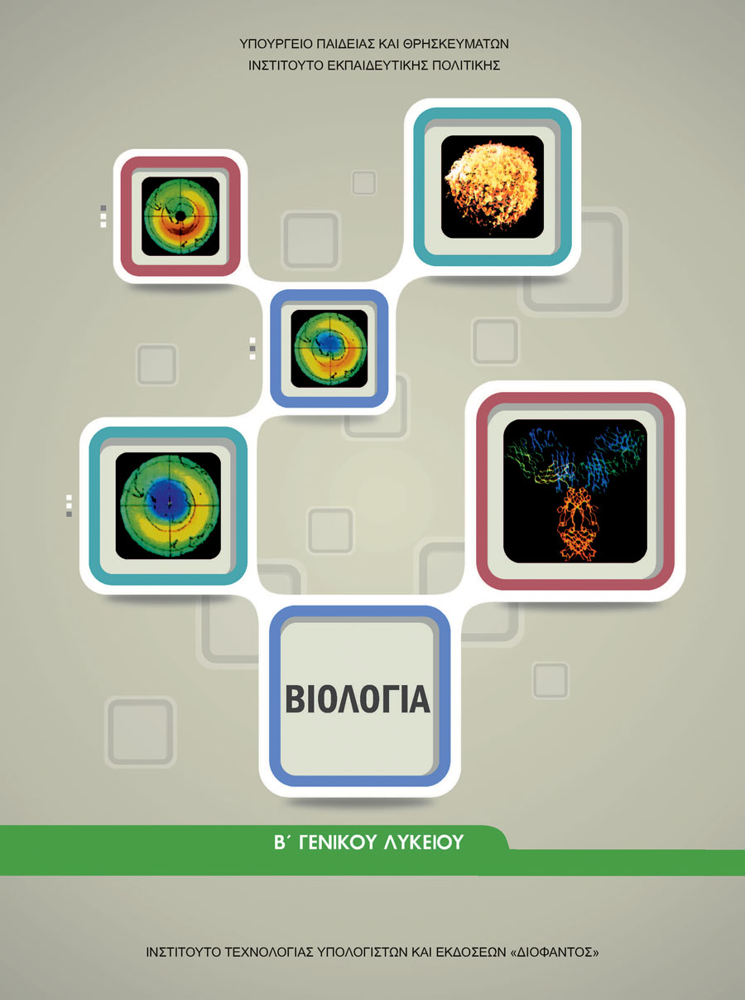 ΥΠΟΥΡΓΕΙΟ ΠΑΙΔΕΙΑΣ ΚΑΙ ΘΡΗΣΚΕΥΜΑΤΩΝ
ΙΝΣΤΙΤΟΥΤΟ ΕΚΠΑΙΔΕΥΤΙΚΗΣ ΠΟΛΙΤΙΚΗΣ
ΒΙΟΛΟΓΙΑ
Β΄ ΓΕΝΙΚΟΥ ΛΥΚΕΙΟΥ
ΙΝΣΤΙΤΟΥΤΟ ΤΕΧΝΟΛΟΓΙΑΣ ΥΠΟΛΟΓΙΣΤΩΝ ΚΑΙ ΕΚΔΟΣΕΩΝ «ΔΙΟΦΑΝΤΟΣ»